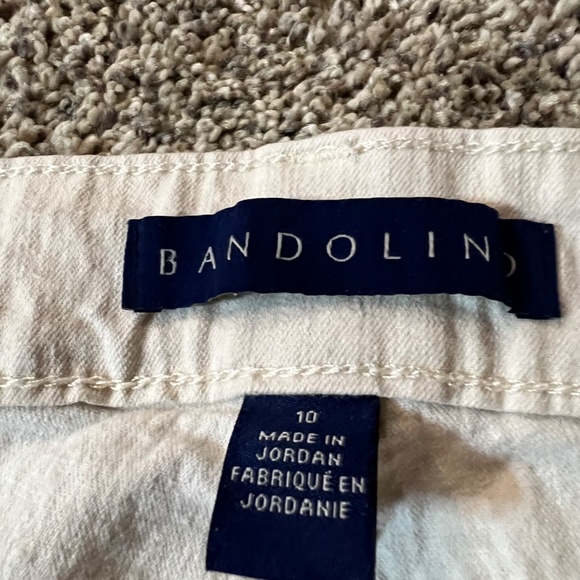 BANDOLINO
10
MADE IN
JORDAN
FABRIQUÉ EN
JORDANIE